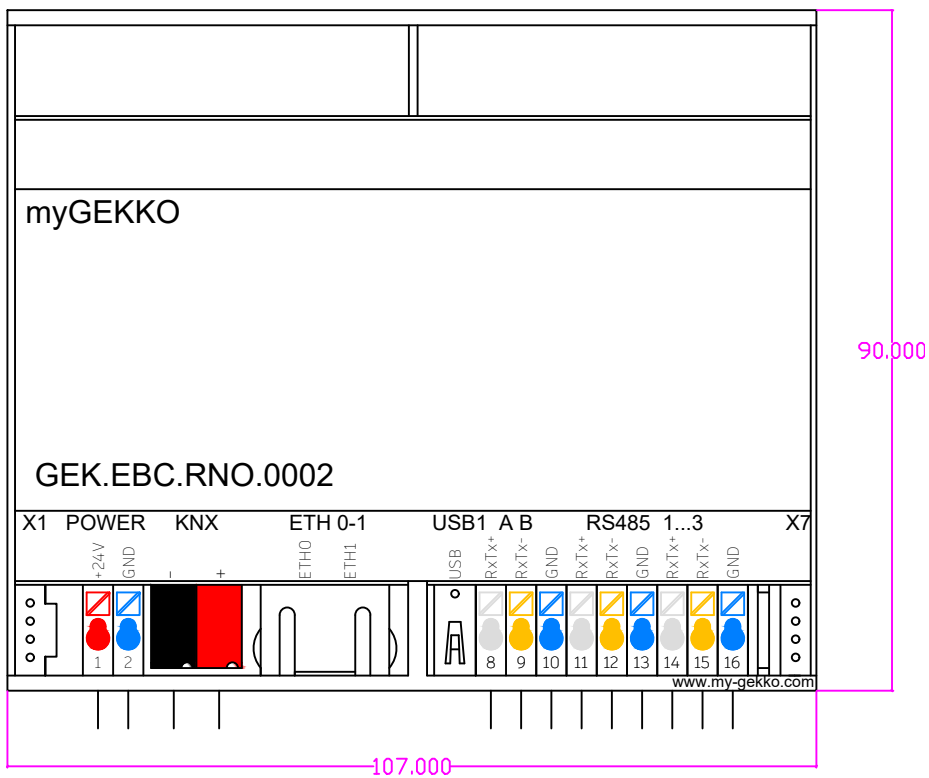 myGEKKO
90.000
GEK.EBC.RNO.0002
X1 POWER KNX ETH 0-1 USB1 A B RS485 1...3 X7
+24V GND - + ETH0 ETH1 USB RxTx+ RxTx- GND RxTx+ RxTx- GND RxTx+ RxTx- GND
1 2 8 9 10 11 12 13 14 15 16
www.my-gekko.com
107.000